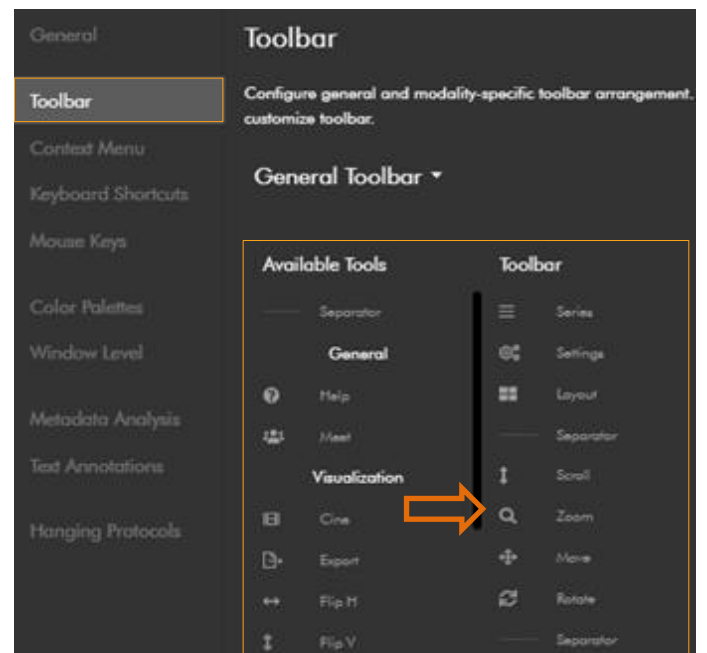 General
Toolbar
Context Menu
Keyboard Shortcuts
Mouse Keys
Color Palettes
Window Level
Metadata Analysis
Text Annotations
Hanging Protocols
Toolbar
Configure general and modality-specific toolbar arrangement.
customize toolbar.
General Toolbar
Available Tools
Separator
General
Help
Meet
Visualization
Cine
Export
Flip H
Flip V
Toolbar
Series
Settings
Layout
Separator
Scroll
Zoom
Move
Rotate
Separator